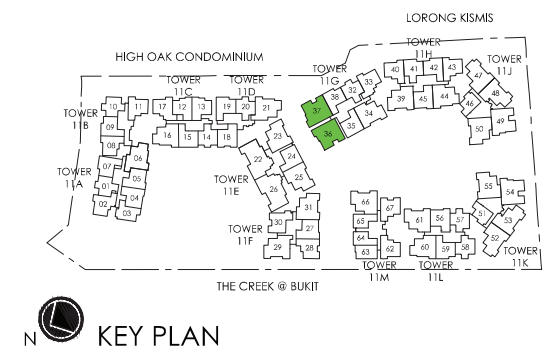 LORONG KISMIS
HIGH OAK CONDOMINIUM
TOWER 11H
TOWER 11G
TOWER 11J
TOWER 11C
TOWER 11D
TOWER 11B
TOWER 11A
TOWER 11E
TOWER 11F
TOWER 11M
TOWER 11L
TOWER 11K
40 41 42 43
39 45 44
47 48 46 49 50
37 38 32 33
36 35 34
10 11 17 12 13 19 20 21
09 16 15 14 18
08 07 06 05 01 04 02 03
23 22 24 25 26
31 30 27 29 28
66 67 65 64 63 62
61 56 57 60 59 58
55 54 51 53 52
THE CREEK @ BUKIT
N
KEY PLAN